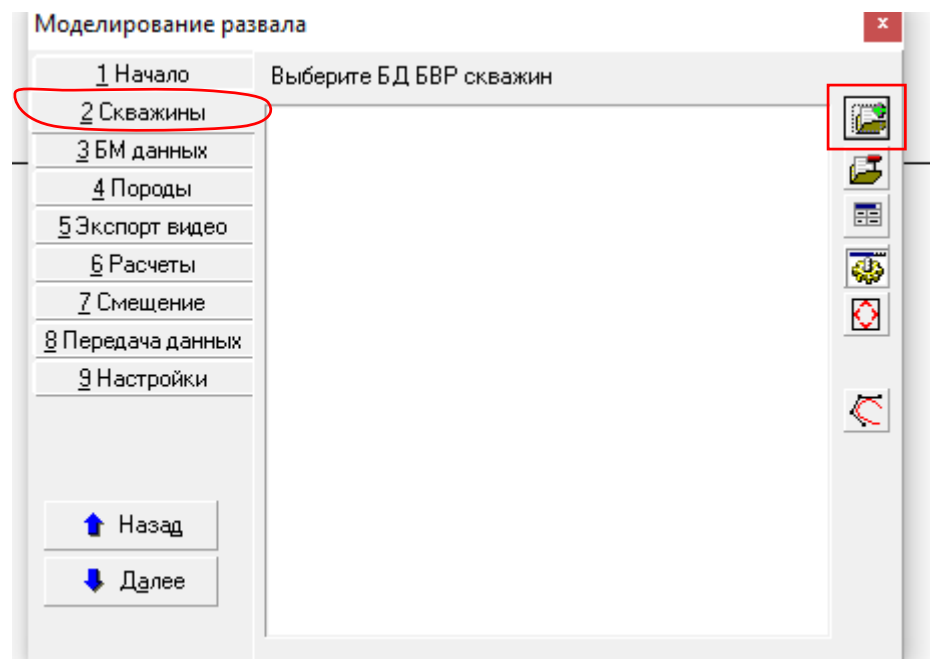 Моделирование развала
x
1 Начало
Выберите БД БВР скважин
2 Скважины
3 БМ данных
4 Породы
5 Экспорт видео
6 Расчеты
7 Смещение
8 Передача данных
9 Настройки
Назад
Далее